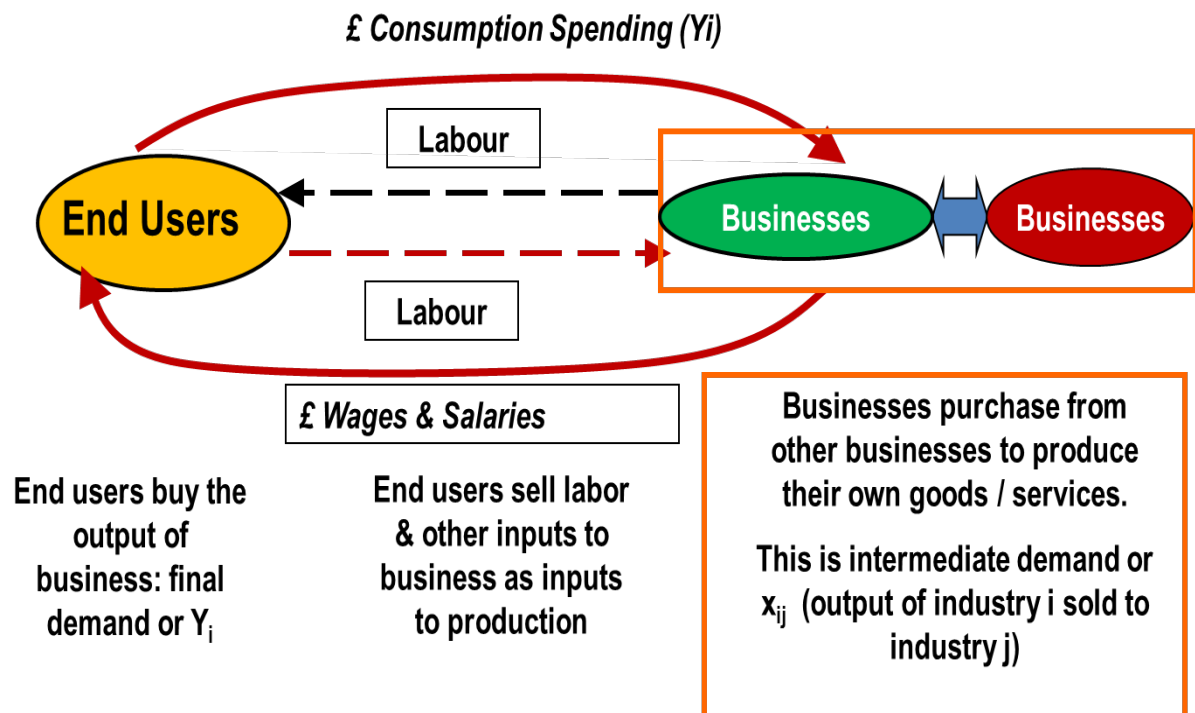 £ Consumption Spending (Yi)
Labour
End Users
Businesses
Businesses
Labour
£ Wages & Salaries
End users buy the
output of
business: final
demand or Yi
End users sell labor
& other inputs to
business as inputs
to production
Businesses purchase from
other businesses to produce
their own goods / services.
This is intermediate demand or
xij (output of industry i sold to
industry j)